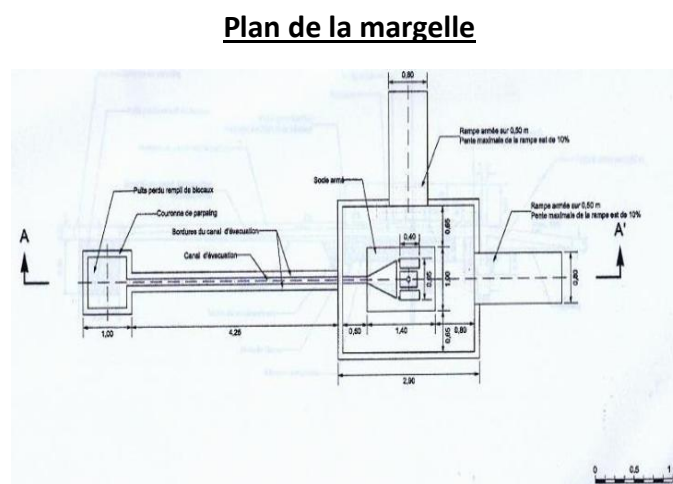 Plan de la margelle
0,80
Rampe armée sur 0,50 m
Pente maximale de la rampe est de 10%
Socle armé
Puits perdu rempli de biscaux
Couronne de parpaing
Rampe armée sur 0,50 m
Pente maximale de la rampe est de 10%
Bordures du canal d'évacuation
Canal d'évacuation
A
A'
0,65
0,40
0,65
1,00
0,80
0,65
1,00
4,25
0,50
1,40
0,80
2,90
0 0.5 1